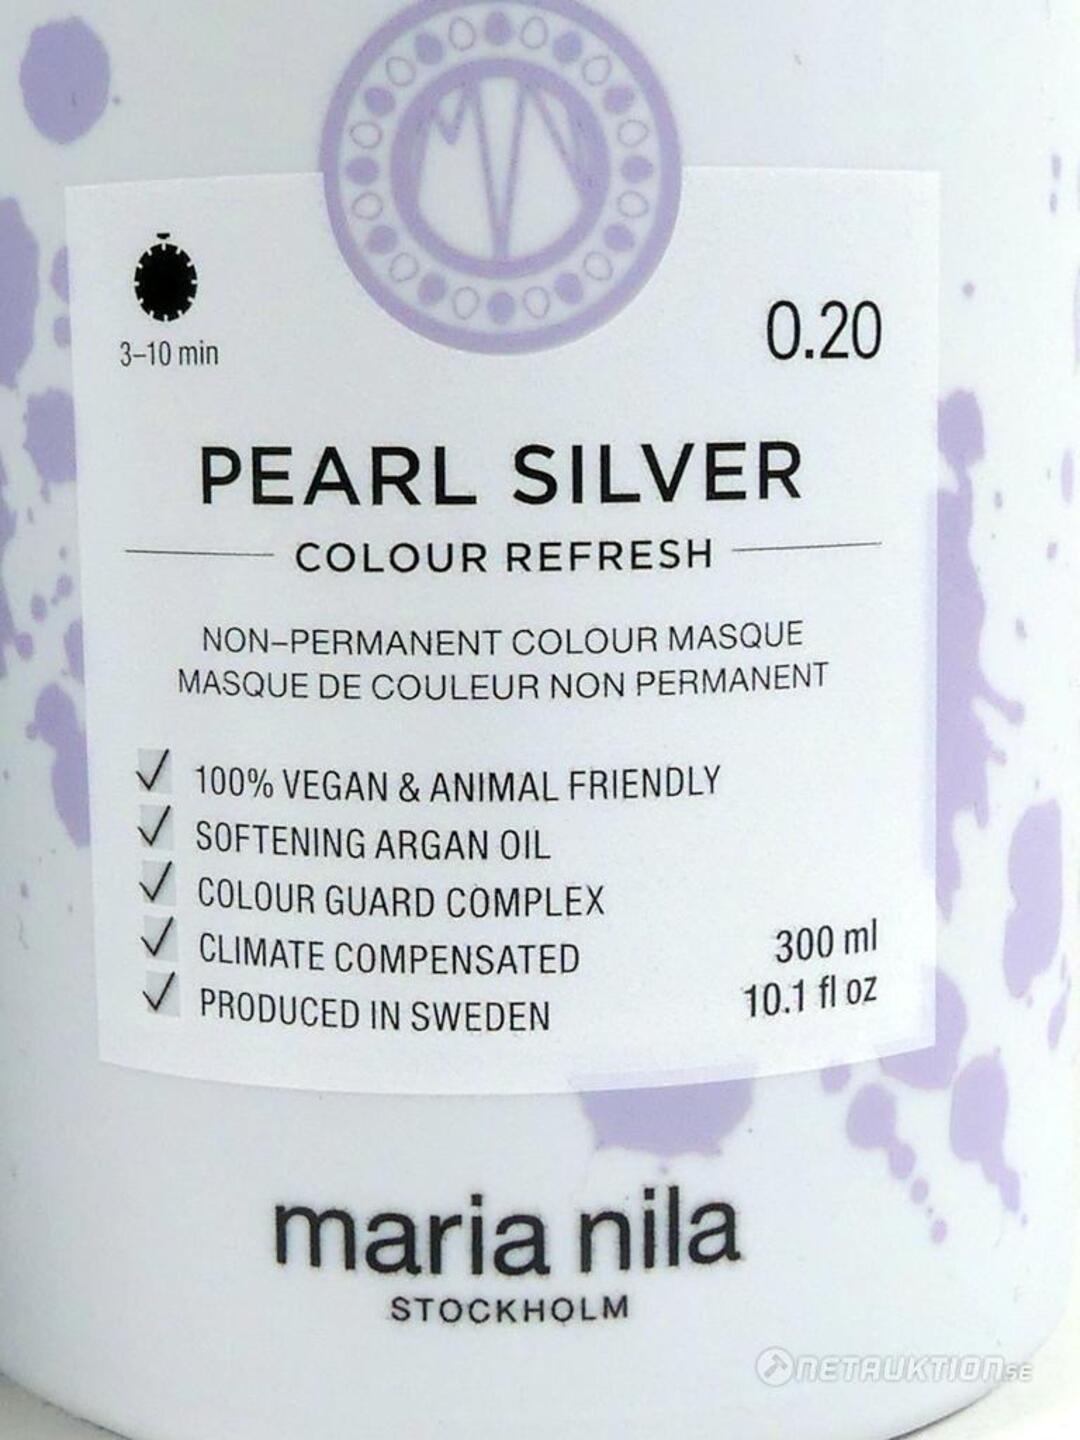 3–10 min
0.20
PEARL SILVER
COLOUR REFRESH
NON-PERMANENT COLOUR MASQUE
MASQUE DE COULEUR NON PERMANENT
100% VEGAN & ANIMAL FRIENDLY
SOFTENING ARGAN OIL
COLOUR GUARD COMPLEX
CLIMATE COMPENSATED
PRODUCED IN SWEDEN
300 ml
10.1 fl oz
maria nila
STOCKHOLM
NETAUKTION.SE